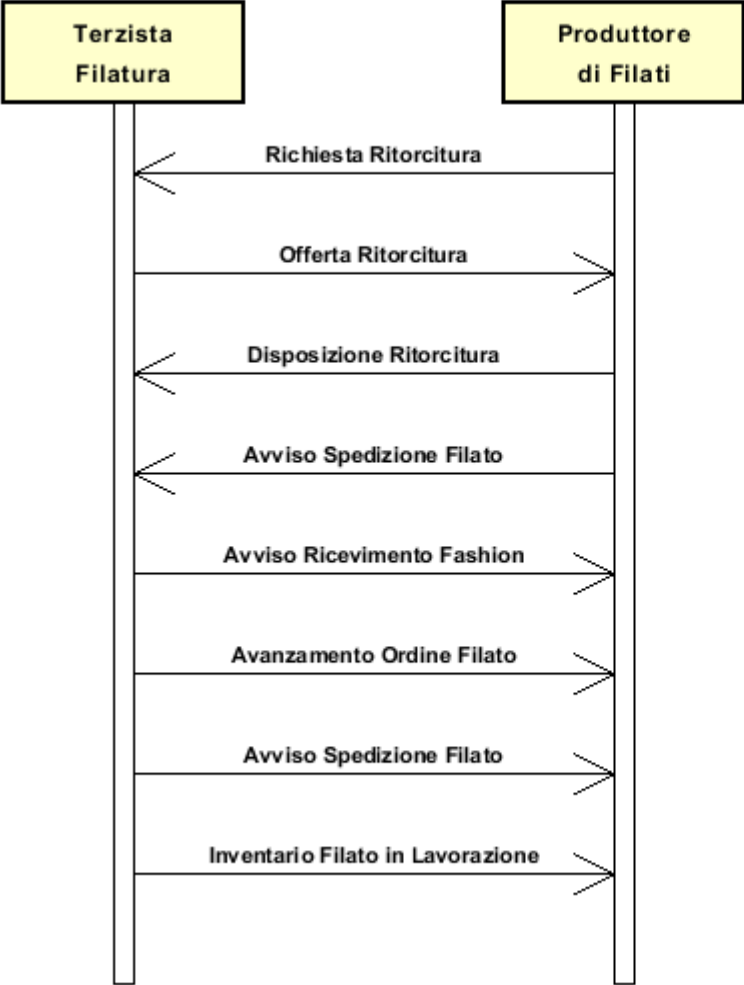 Terzista
Filatura
Produttore
di Filati
Richiesta Ritorcitura
Offerta Ritorcitura
Disposizione Ritorcitura
Avviso Spedizione Filato
Avviso Ricevimento Fashion
Avanzamento Ordine Filato
Avviso Spedizione Filato
Inventario Filato in Lavorazione